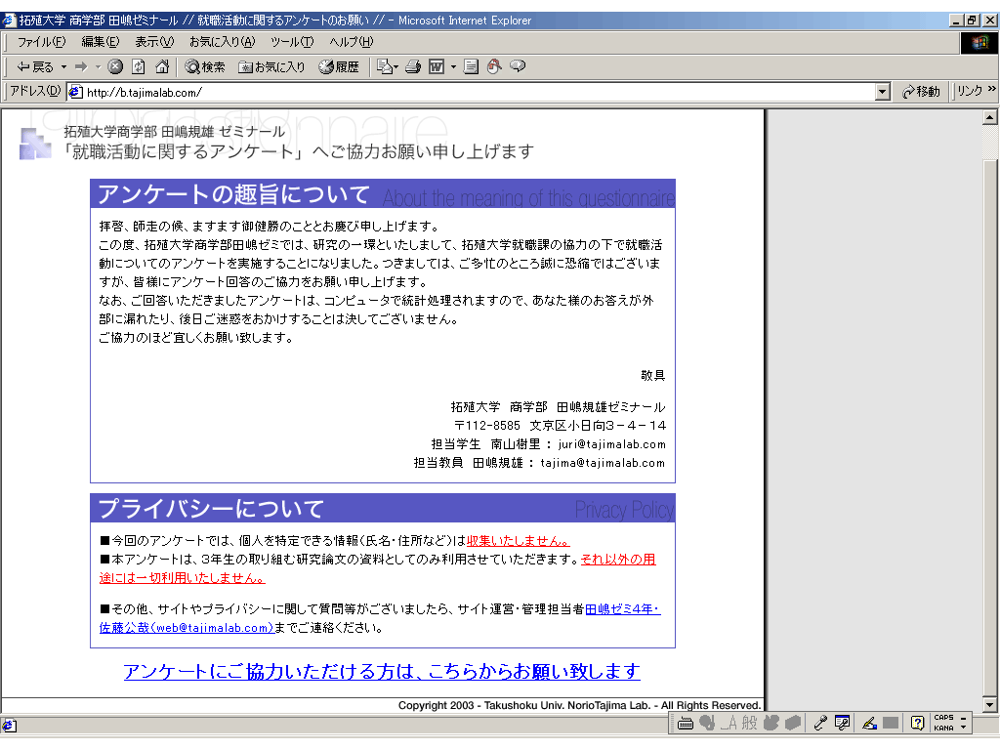 拓殖大学 商学部 田嶋ゼミナール // 就職活動に関するアンケートのお願い // - Microsoft Internet Explorer
ファイル(F) 編集(E) 表示(V) お気に入り(A) ツール(T) ヘルプ(H)
戻る 検索 お気に入り 履歴
アドレス(D) http://b.tajimalab.com/ 移動 リンク »
拓殖大学商学部 田嶋規雄 ゼミナール
「就職活動に関するアンケート」へご協力お願い申し上げます
アンケートの趣旨について About the meaning of this questionnaire
拝啓、師走の候、ますます御健勝のこととお慶び申し上げます。
この度、拓殖大学商学部田嶋ゼミでは、研究の一環といたしまして、拓殖大学就職課の協力の下で就職活
動についてのアンケートを実施することになりました。つきましては、ご多忙のところ誠に恐縮ではございま
すが、皆様にアンケート回答のご協力をお願い申し上げます。
なお、ご回答いただきましたアンケートは、コンピュータで統計処理されますので、あなた様のお答えが外
部に漏れたり、後日ご迷惑をおかけすることは決してございません。
ご協力のほど宜しくお願い致します。
敬具
拓殖大学 商学部 田嶋規雄ゼミナール
〒112-8585 文京区小日向3-4-14
担当学生 南山樹里 : juri@tajimalab.com
担当教員 田嶋規雄 : tajima@tajimalab.com
プライバシーについて Privacy Policy
■今回のアンケートでは、個人を特定できる情報(氏名・住所など)は収集いたしません。
■本アンケートは、3年生の取り組む研究論文の資料としてのみ利用させていただきます。それ以外の用
途には一切利用いたしません。
■その他、サイトやプライバシーに関して質問等がございましたら、サイト運営・管理担当者田嶋ゼミ4年・
佐藤公哉(web@tajimalab.com)までご連絡ください。
アンケートにご協力いただける方は、こちらからお願い致します
Copyright 2003 - Takushoku Univ. NorioTajima Lab. - All Rights Reserved.
_A 般 CAPS
KANA